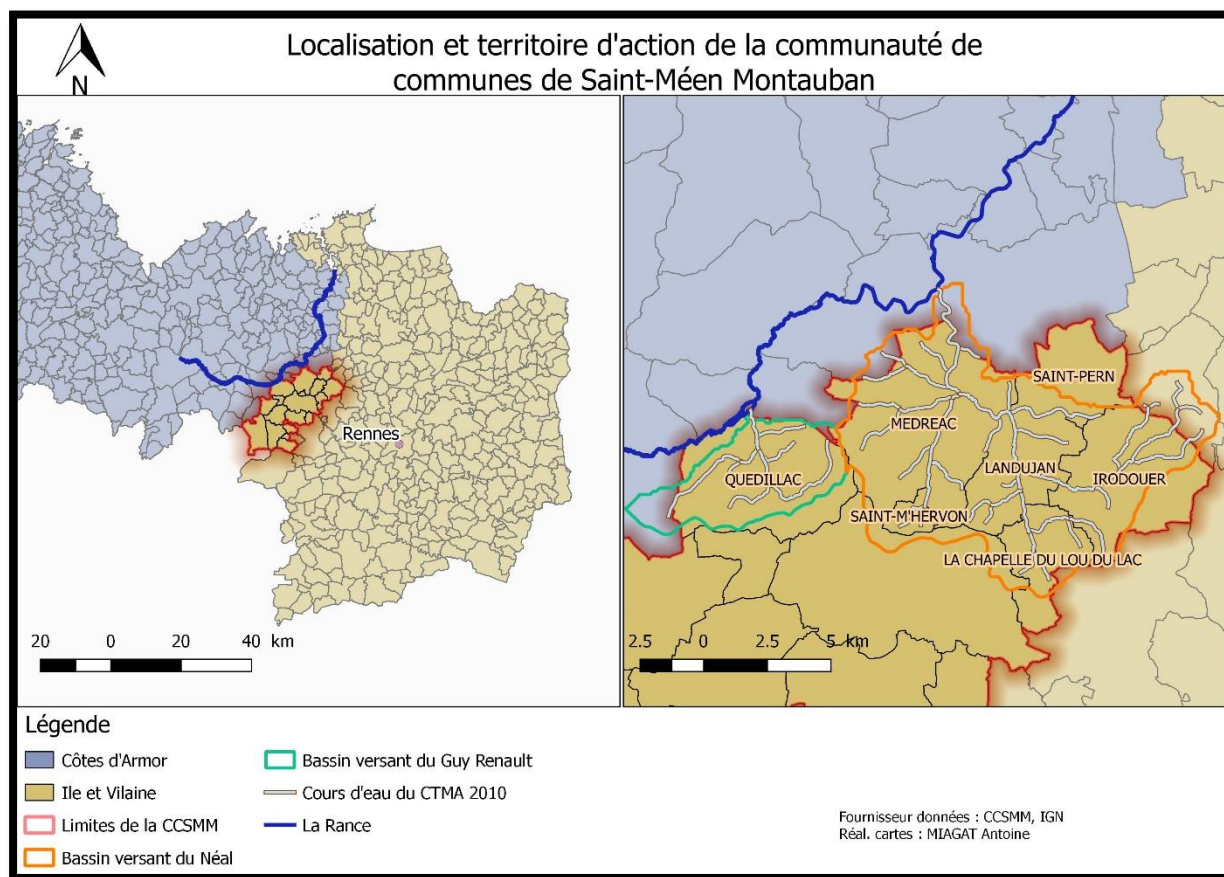 Localisation et territoire d'action de la communauté de
communes de Saint-Méen Montauban
N
Rennes
20 0 20 40 km
SAINT-PERN
MEDREAC
LANDUJAN
IRODOUER
QUEDILLAC
SAINT-M'HERVON
LA CHAPELLE DU LOU DU LAC
2.5 0 2.5 5 km
Légende
Côtes d'Armor
Ile et Vilaine
Limites de la CCSMM
Bassin versant du Néal
Bassin versant du Guy Renault
Cours d'eau du CTMA 2010
La Rance
Fournisseur données : CCSMM, IGN
Réal. cartes : MIAGAT Antoine